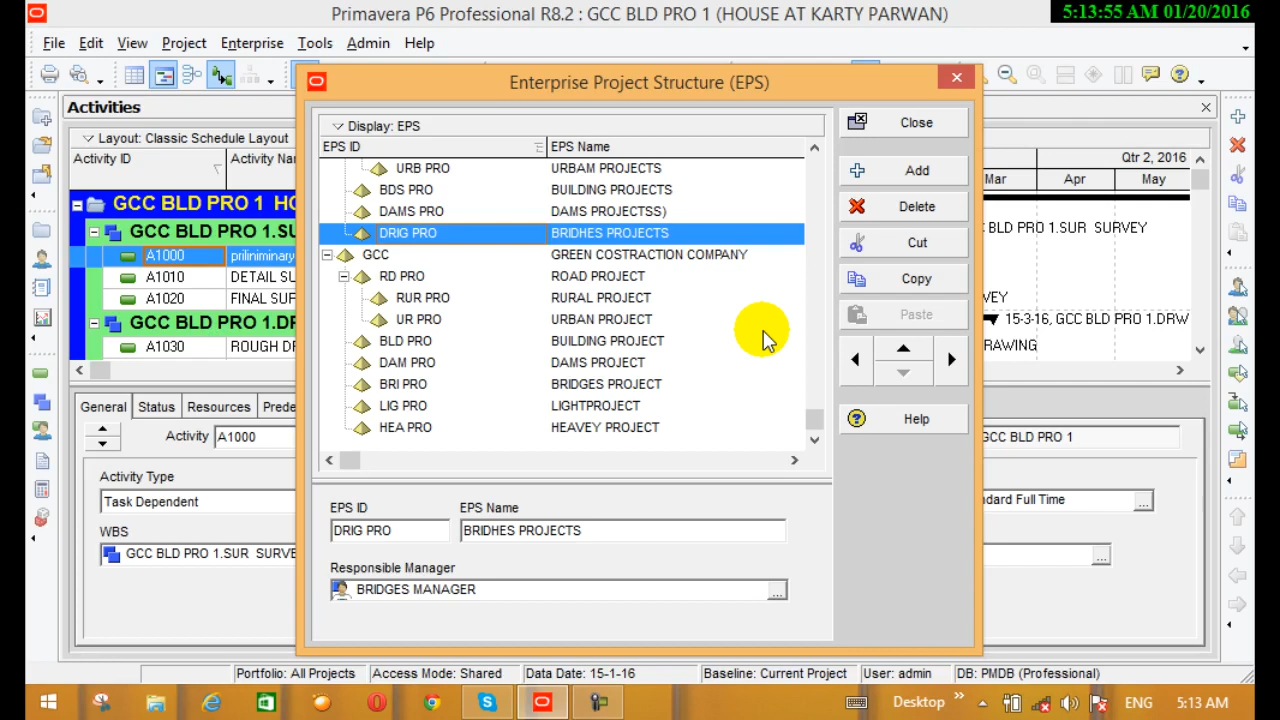 Primavera P6 Professional R8.2 : GCC BLD PRO 1 (HOUSE AT KARTY PARWAN)
5:13:55 AM 01/20/2016
File Edit View Project Enterprise Tools Admin Help
Enterprise Project Structure (EPS)
Activities
Layout: Classic Schedule Layout
Activity ID
Activity Na
GCC BLD PRO 1 HO
GCC BLD PRO 1.SU
A1000 priliniminary
A1010 DETAIL SU
A1020 FINAL SUF
GCC BLD PRO 1.DR
A1030 ROUGH DF
Display: EPS
EPS ID EPS Name
URB PRO URBAM PROJECTS
BDS PRO BUILDING PROJECTS
DAMS PRO DAMS PROJECTSS)
DRIG PRO BRIDHES PROJECTS
GCC GREEN COSTRACTION COMPANY
RD PRO ROAD PROJECT
RUR PRO RURAL PROJECT
UR PRO URBAN PROJECT
BLD PRO BUILDING PROJECT
DAM PRO DAMS PROJECT
BRI PRO BRIDGES PROJECT
LIG PRO LIGHTPROJECT
HEA PRO HEAVEY PROJECT
EPS ID EPS Name
DRIG PRO BRIDHES PROJECTS
Responsible Manager
BRIDGES MANAGER
Close
Add
Delete
Cut
Copy
Paste
Help
Qtr 2, 2016
Mar Apr May
CC BLD PRO 1.SUR SURVEY
VEY
15-3-16, GCC BLD PRO 1.DRW
RAWING
General Status Resources Prede
Activity A1000
GCC BLD PRO 1
Activity Type
Task Dependent
ndard Full Time
WBS
GCC BLD PRO 1.SUR SURVE
Portfolio: All Projects Access Mode: Shared Data Date: 15-1-16 Baseline: Current Project User: admin DB: PMDB (Professional)
Desktop » ENG 5:13 AM